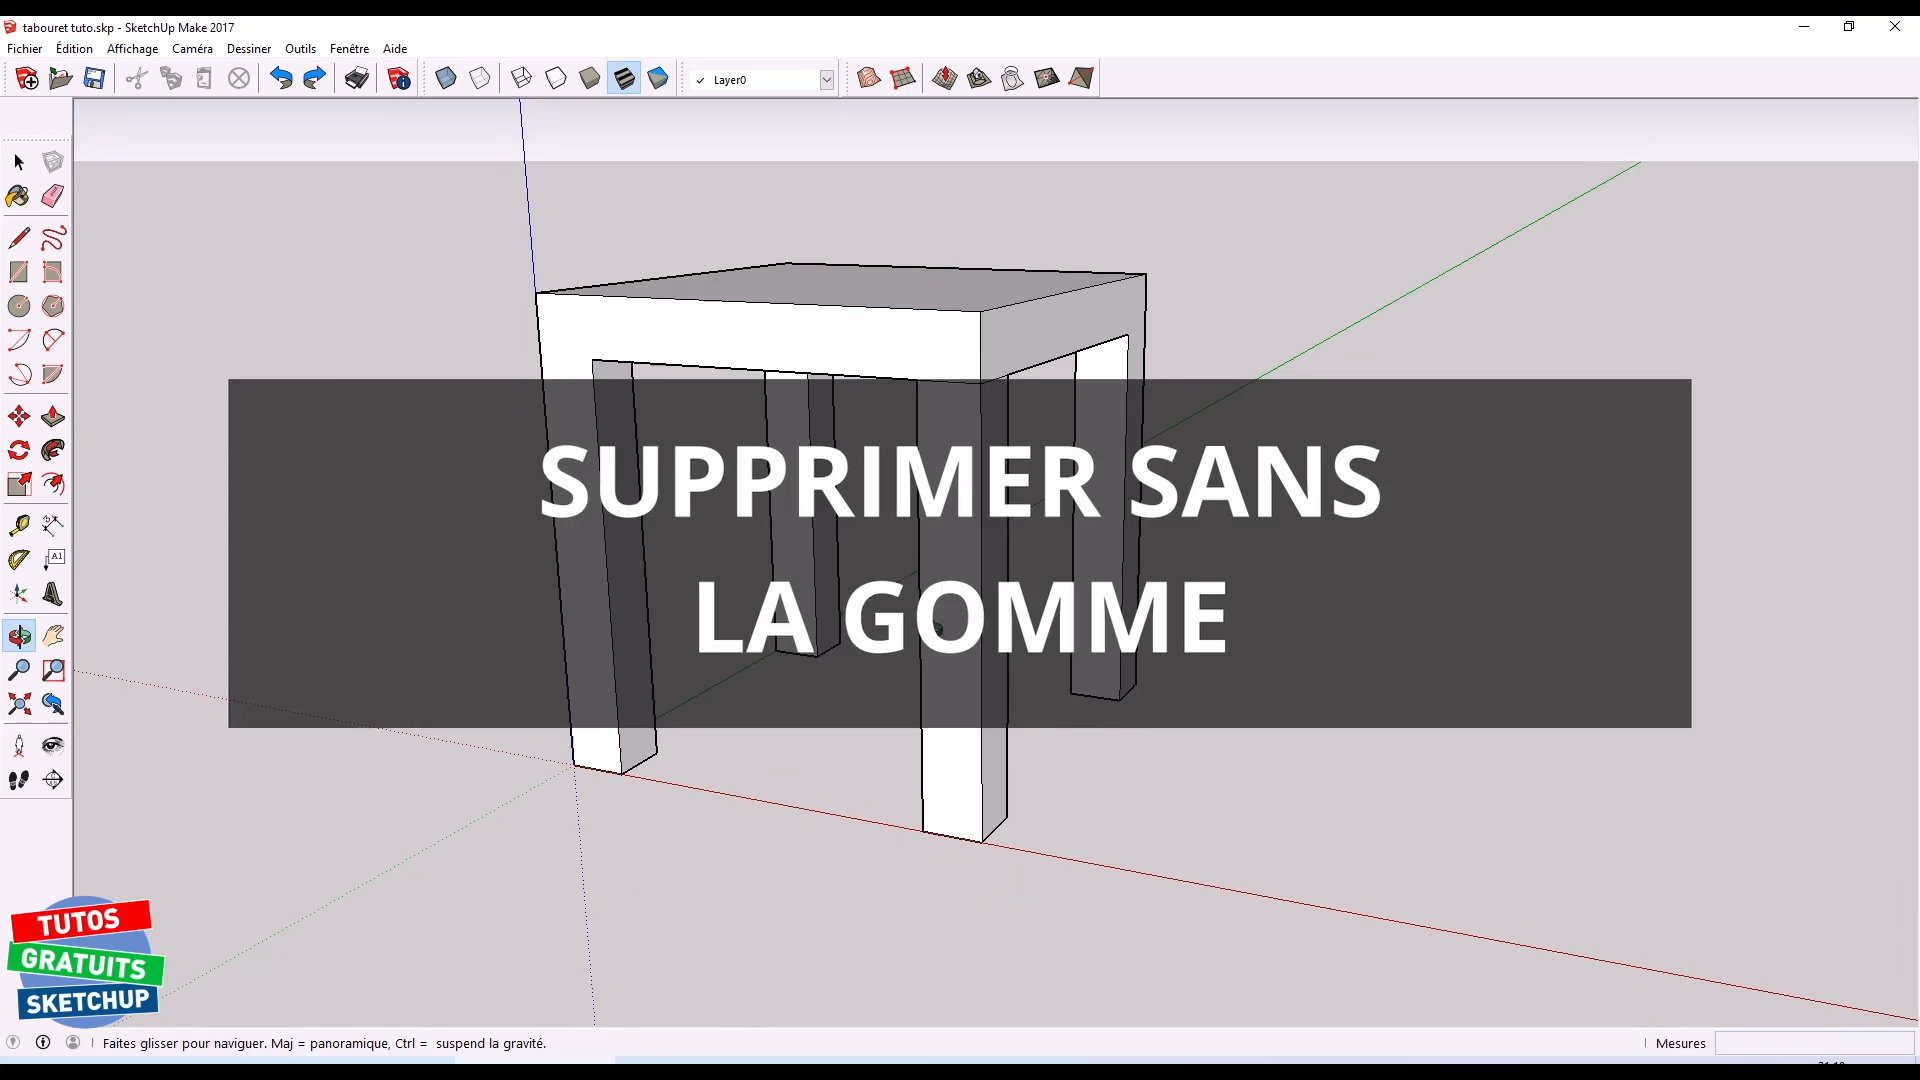 tabouret tuto.skp - SketchUp Make 2017
Fichier Édition Affichage Caméra Dessiner Outils Fenêtre Aide
Layer0
A1
SUPPRIMER SANS
LA GOMME
TUTOS
GRATUITS
SKETCHUP
Faites glisser pour naviguer. Maj = panoramique, Ctrl = suspend la gravité.
Mesures